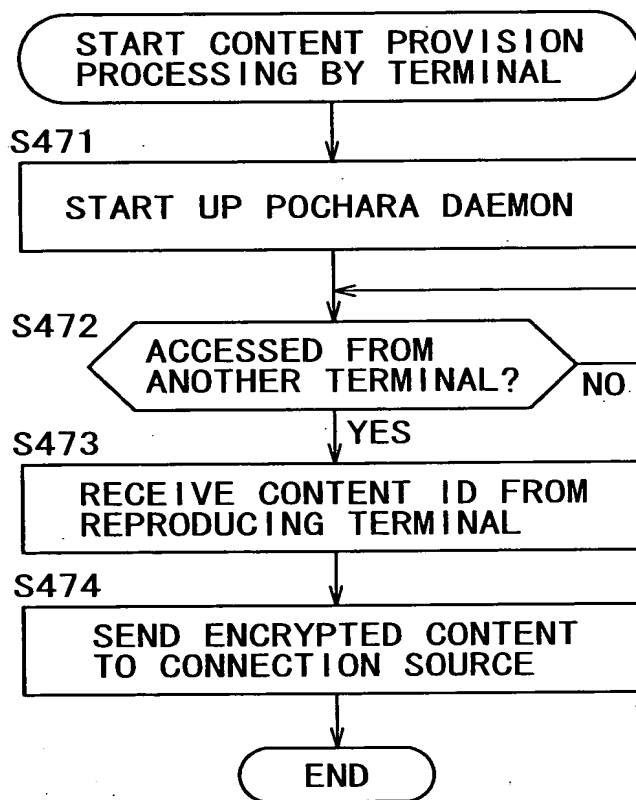 START CONTENT PROVISION
PROCESSING BY TERMINAL
S471
START UP POCHARA DAEMON
S472
ACCESSED FROM
ANOTHER TERMINAL?
NO
YES
S473
RECEIVE CONTENT ID FROM
REPRODUCING TERMINAL
S474
SEND ENCRYPTED CONTENT
TO CONNECTION SOURCE
END